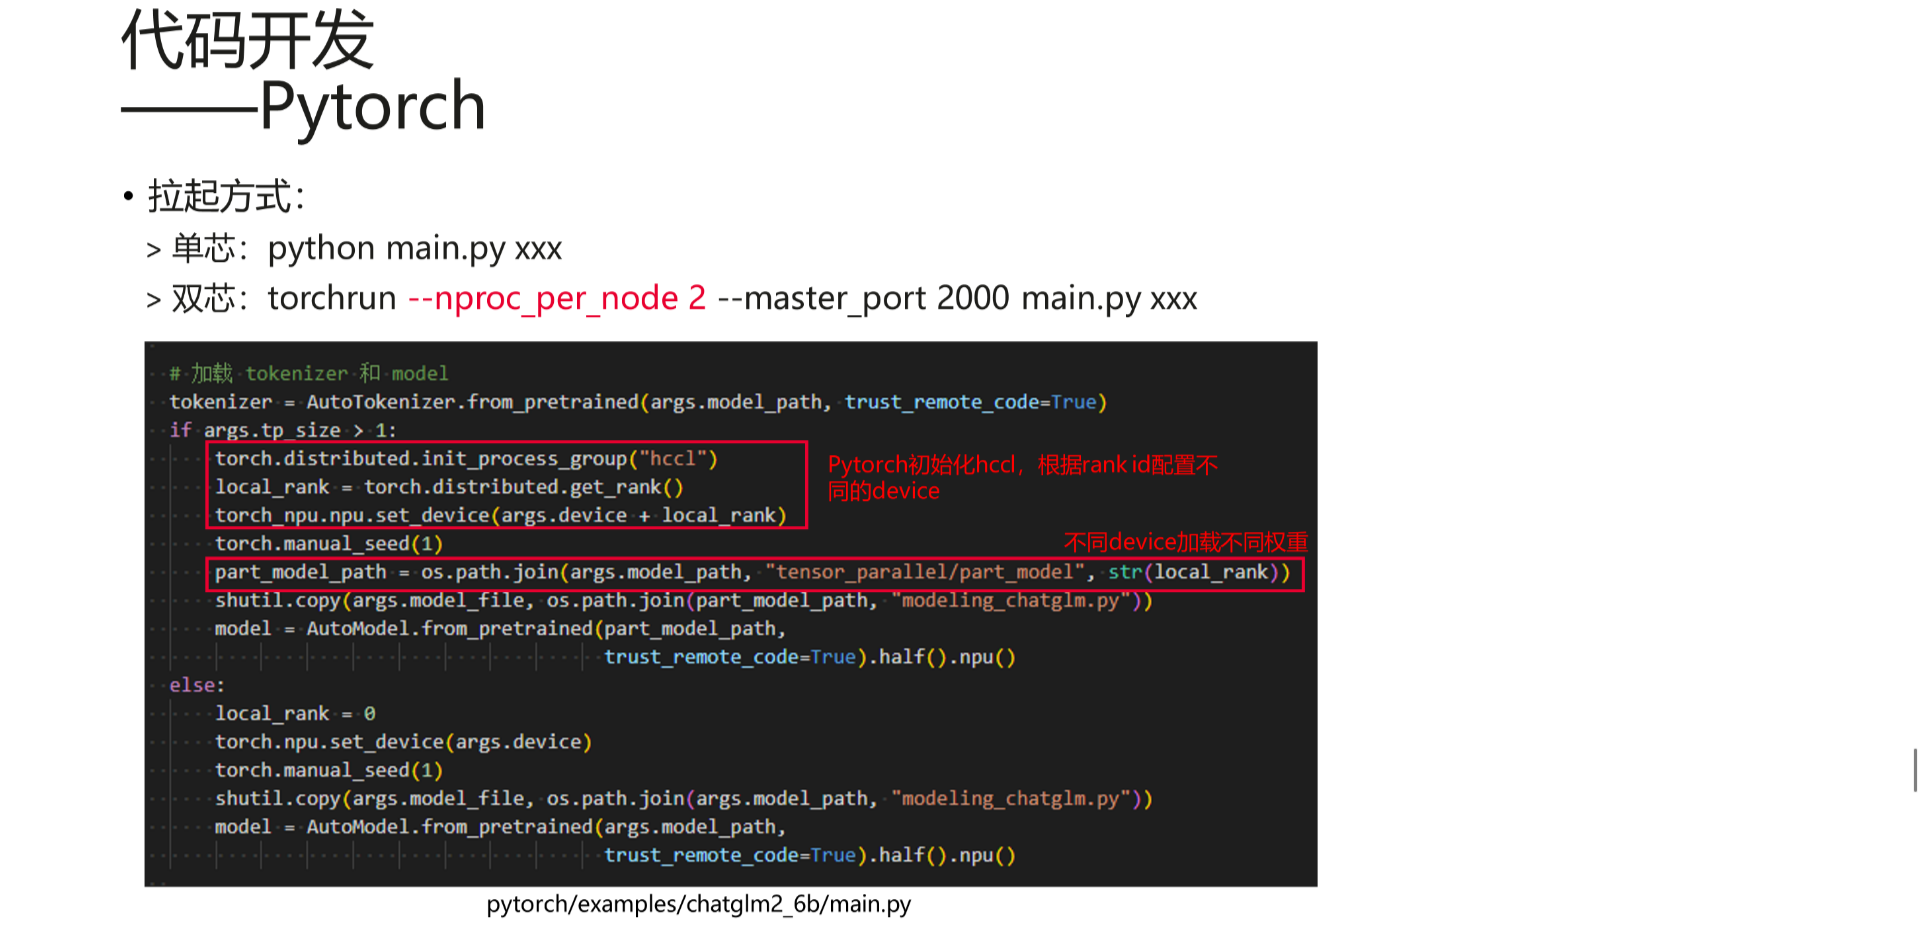 代码开发
——Pytorch
• 拉起方式：
> 单芯：python main.py xxx
> 双芯：torchrun --nproc_per_node 2 --master_port 2000 main.py xxx
# 加载 tokenizer 和 model
tokenizer = AutoTokenizer.from_pretrained(args.model_path, trust_remote_code=True)
if args.tp_size > 1:
torch.distributed.init_process_group("hccl")
local_rank = torch.distributed.get_rank()
torch_npu.npu.set_device(args.device + local_rank)
Pytorch初始化hccl，根据rank id配置不
同的device
torch.manual_seed(1)
不同device加载不同权重
part_model_path = os.path.join(args.model_path, "tensor_parallel/part_model", str(local_rank))
shutil.copy(args.model_file, os.path.join(part_model_path, "modeling_chatglm.py"))
model = AutoModel.from_pretrained(part_model_path,
trust_remote_code=True).half().npu()
else:
local_rank = 0
torch.npu.set_device(args.device)
torch.manual_seed(1)
shutil.copy(args.model_file, os.path.join(args.model_path, "modeling_chatglm.py"))
model = AutoModel.from_pretrained(args.model_path,
trust_remote_code=True).half().npu()
pytorch/examples/chatglm2_6b/main.py